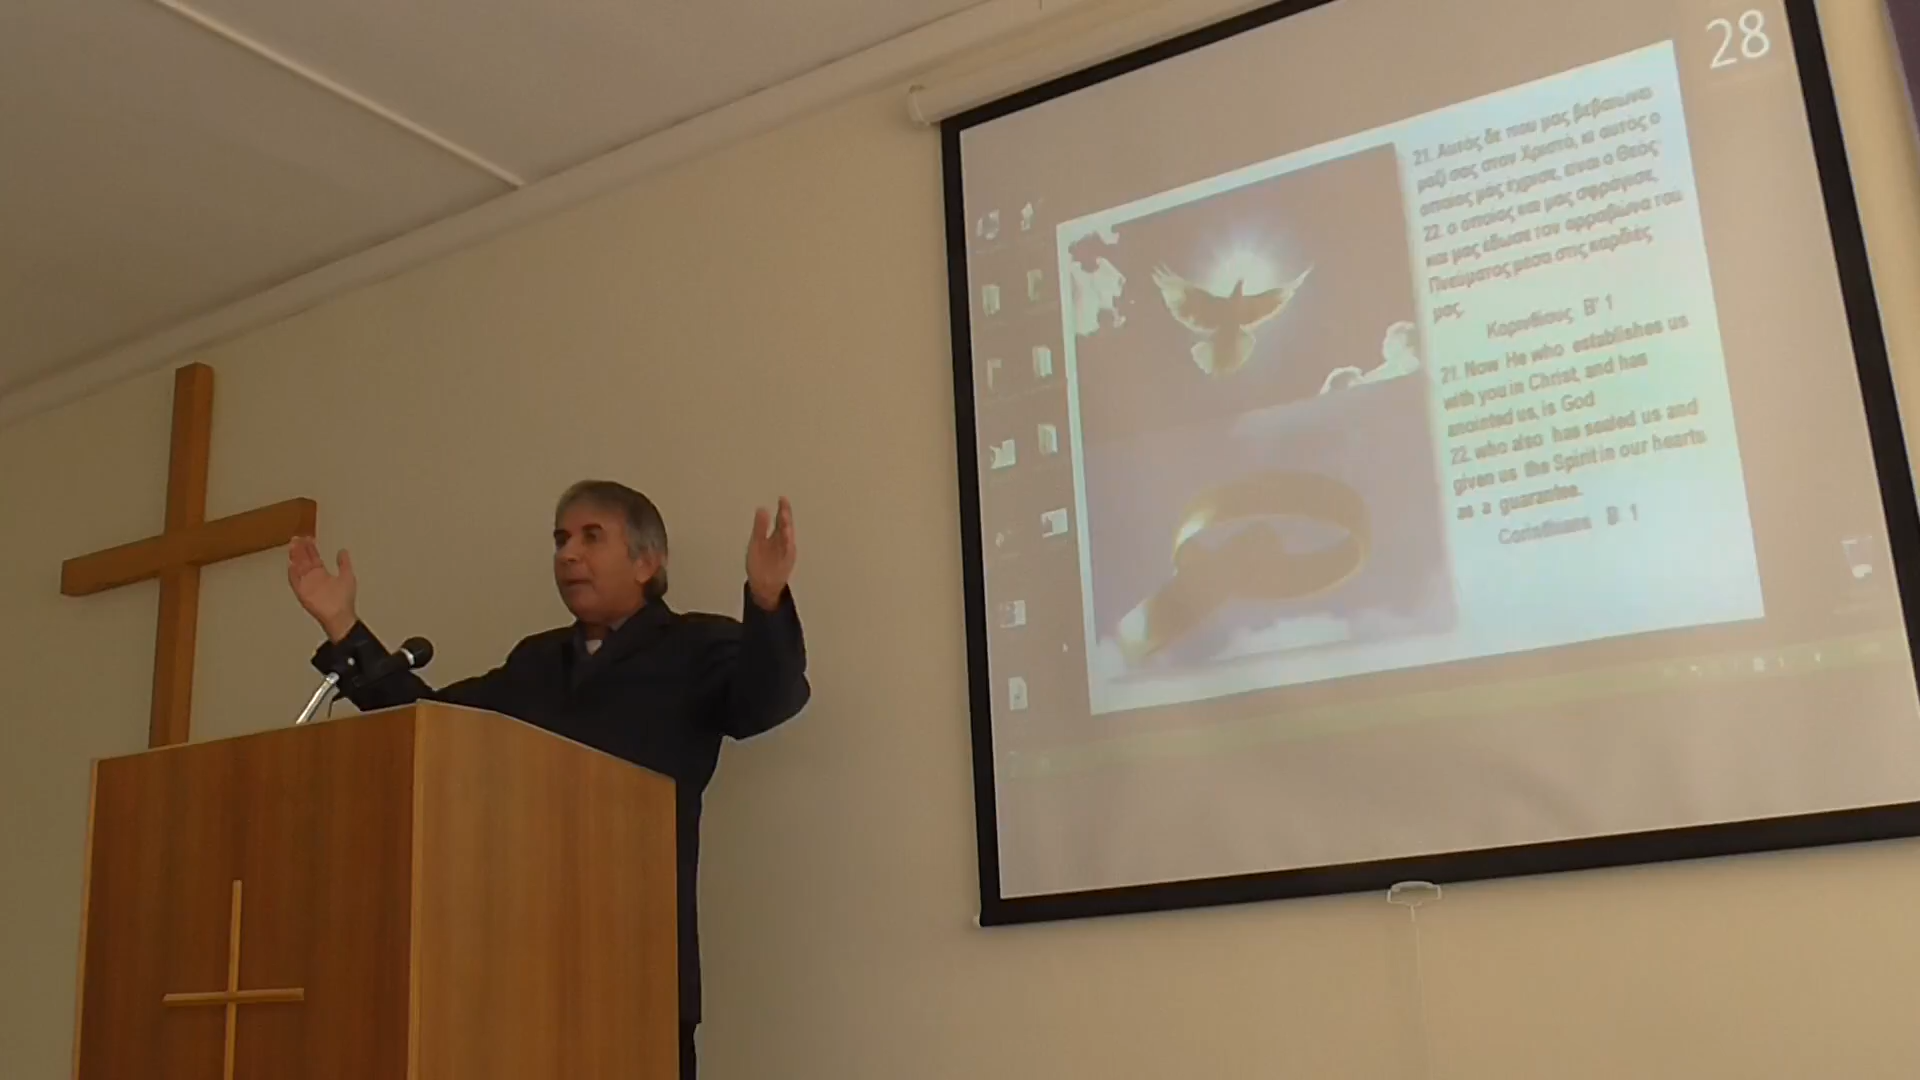 28
21. Αυτός δε που μας βεβαιώνει
μαζί σας στον Χριστό, κι αυτός ο
οποίος μάς έχρισε, είναι ο Θεός·
22. ο οποίος και μας σφράγισε,
και μας έδωσε τον αρραβώνα του
Πνεύματος μέσα στις καρδιές
μας.
Κορινθίους Β' 1
21. Now He who establishes us
with you in Christ, and has
anointed us, is God
22. who also has sealed us and
given us the Spirit in our hearts
as a guarantee.
Corinthians B 1